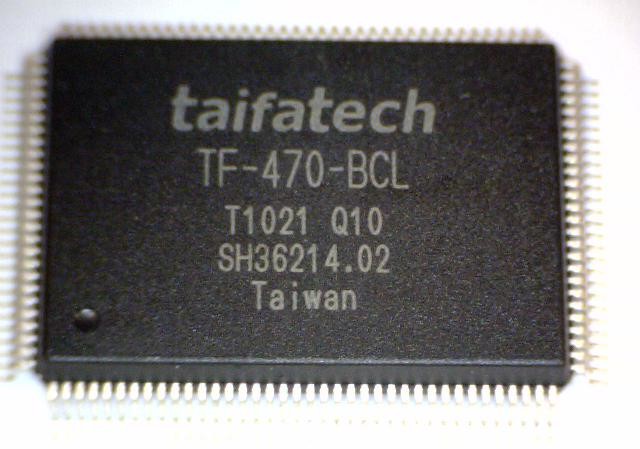 taifatech
TF-470-BCL
T1021 Q10
SH36214.02
Taiwan